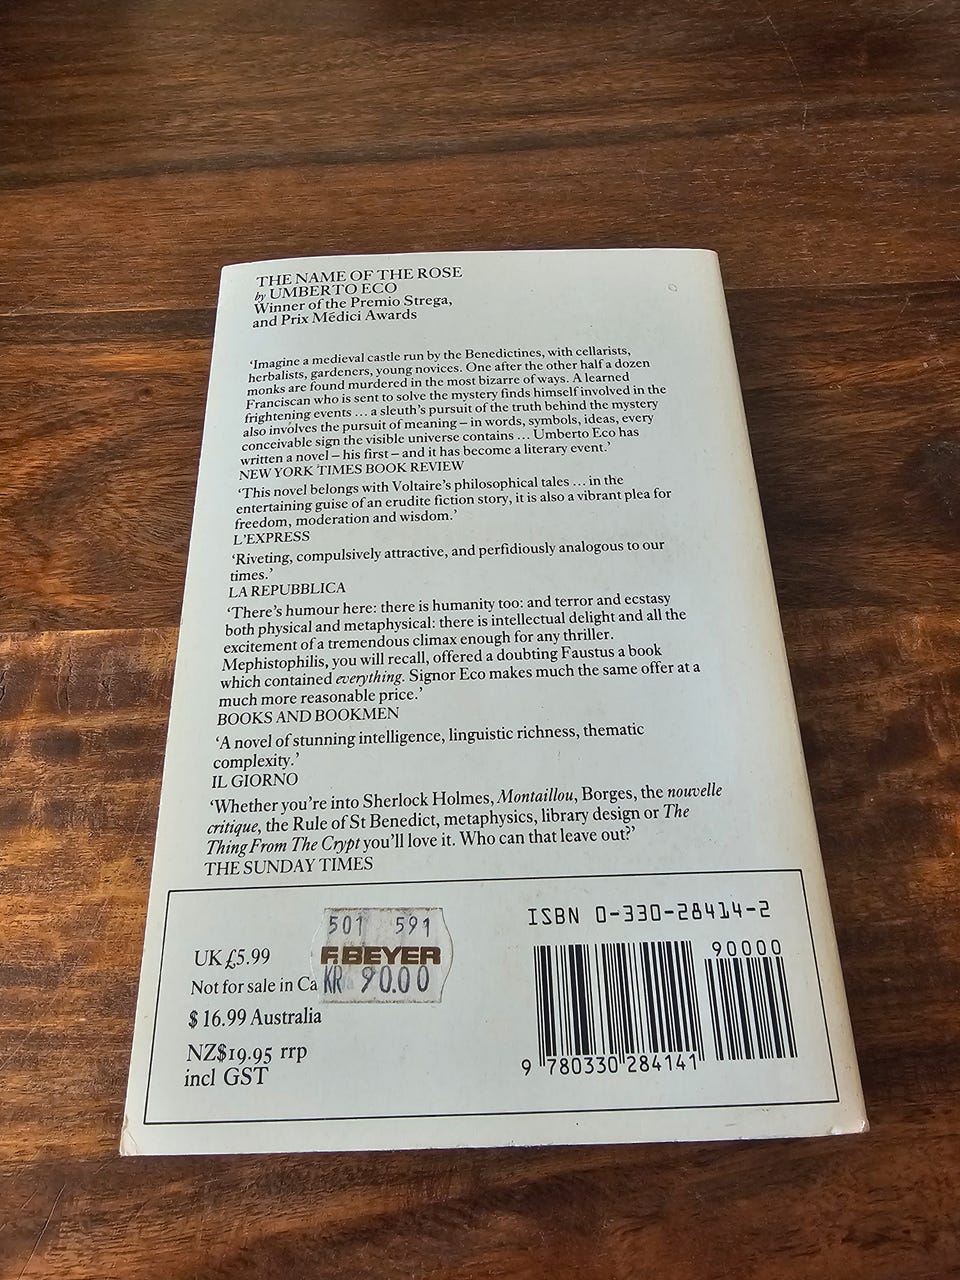 THE NAME OF THE ROSE
by UMBERTO ECO
Winner of the Premio Strega,
and Prix Médici Awards
‘Imagine a medieval castle run by the Benedictines, with cellarists,
herbalists, gardeners, young novices. One after the other half a dozen
monks are found murdered in the most bizarre of ways. A learned
Franciscan who is sent to solve the mystery finds himself involved in the
frightening events ... a sleuth’s pursuit of the truth behind the mystery
also involves the pursuit of meaning – in words, symbols, ideas, every
conceivable sign the visible universe contains ... Umberto Eco has
written a novel – his first – and it has become a literary event.’
NEW YORK TIMES BOOK REVIEW
‘This novel belongs with Voltaire’s philosophical tales ... in the
entertaining guise of an erudite fiction story, it is also a vibrant plea for
freedom, moderation and wisdom.’
L’EXPRESS
‘Riveting, compulsively attractive, and perfidiously analogous to our
times.’
LA REPUBBLICA
‘There’s humour here: there is humanity too: and terror and ecstasy
both physical and metaphysical: there is intellectual delight and all the
excitement of a tremendous climax enough for any thriller.
Mephistophilis, you will recall, offered a doubting Faustus a book
which contained everything. Signor Eco makes much the same offer at a
much more reasonable price.’
BOOKS AND BOOKMEN
‘A novel of stunning intelligence, linguistic richness, thematic
complexity.’
IL GIORNO
‘Whether you’re into Sherlock Holmes, Montaillou, Borges, the nouvelle
critique, the Rule of St Benedict, metaphysics, library design or The
Thing From The Crypt you’ll love it. Who can that leave out?’
THE SUNDAY TIMES
UK £5.99
Not for sale in Ca
$ 16.99 Australia
NZ$19.95 rrp
incl GST
501 591
F.BEYER
KR 90.00
ISBN 0-330-28414-2
90000
9 780330 284141